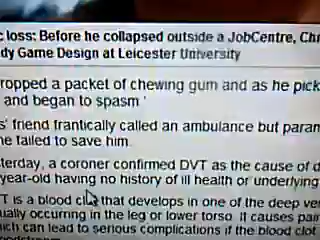 c loss: Before he collapsed outside a JobCentre, Chr
dy Game Design at Leicester University
ropped a packet of chewing gum and as he pick
and began to spasm '
s' friend frantically called an ambulance but param
he failed to save him.
terday, a coroner confirmed DVT as the cause of d
year-old having no history of ill health or underlying
T is a blood clot that develops in one of the deep ve
ually occurring in the leg or lower torso. It causes pain
ich can lead to serious complications if the blood clot